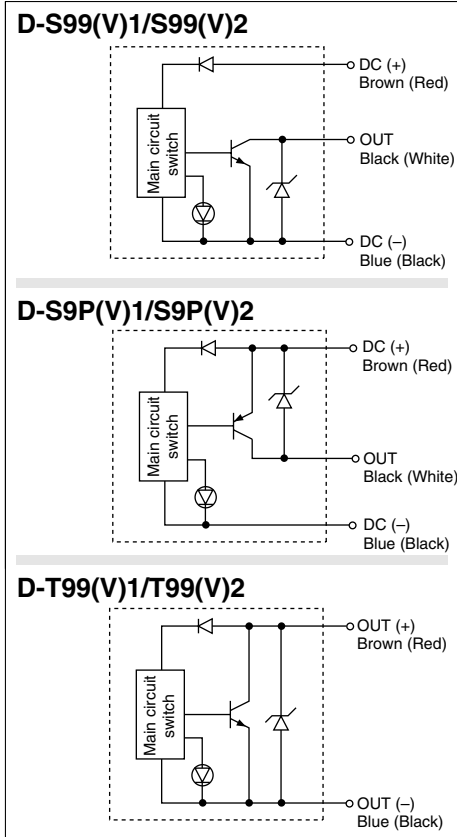 D-S99(V)1/S99(V)2
DC (+)
Brown (Red)
Main circuit
switch
OUT
Black (White)
DC (–)
Blue (Black)
D-S9P(V)1/S9P(V)2
DC (+)
Brown (Red)
Main circuit
switch
OUT
Black (White)
DC (–)
Blue (Black)
D-T99(V)1/T99(V)2
OUT (+)
Brown (Red)
Main circuit
switch
OUT (–)
Blue (Black)